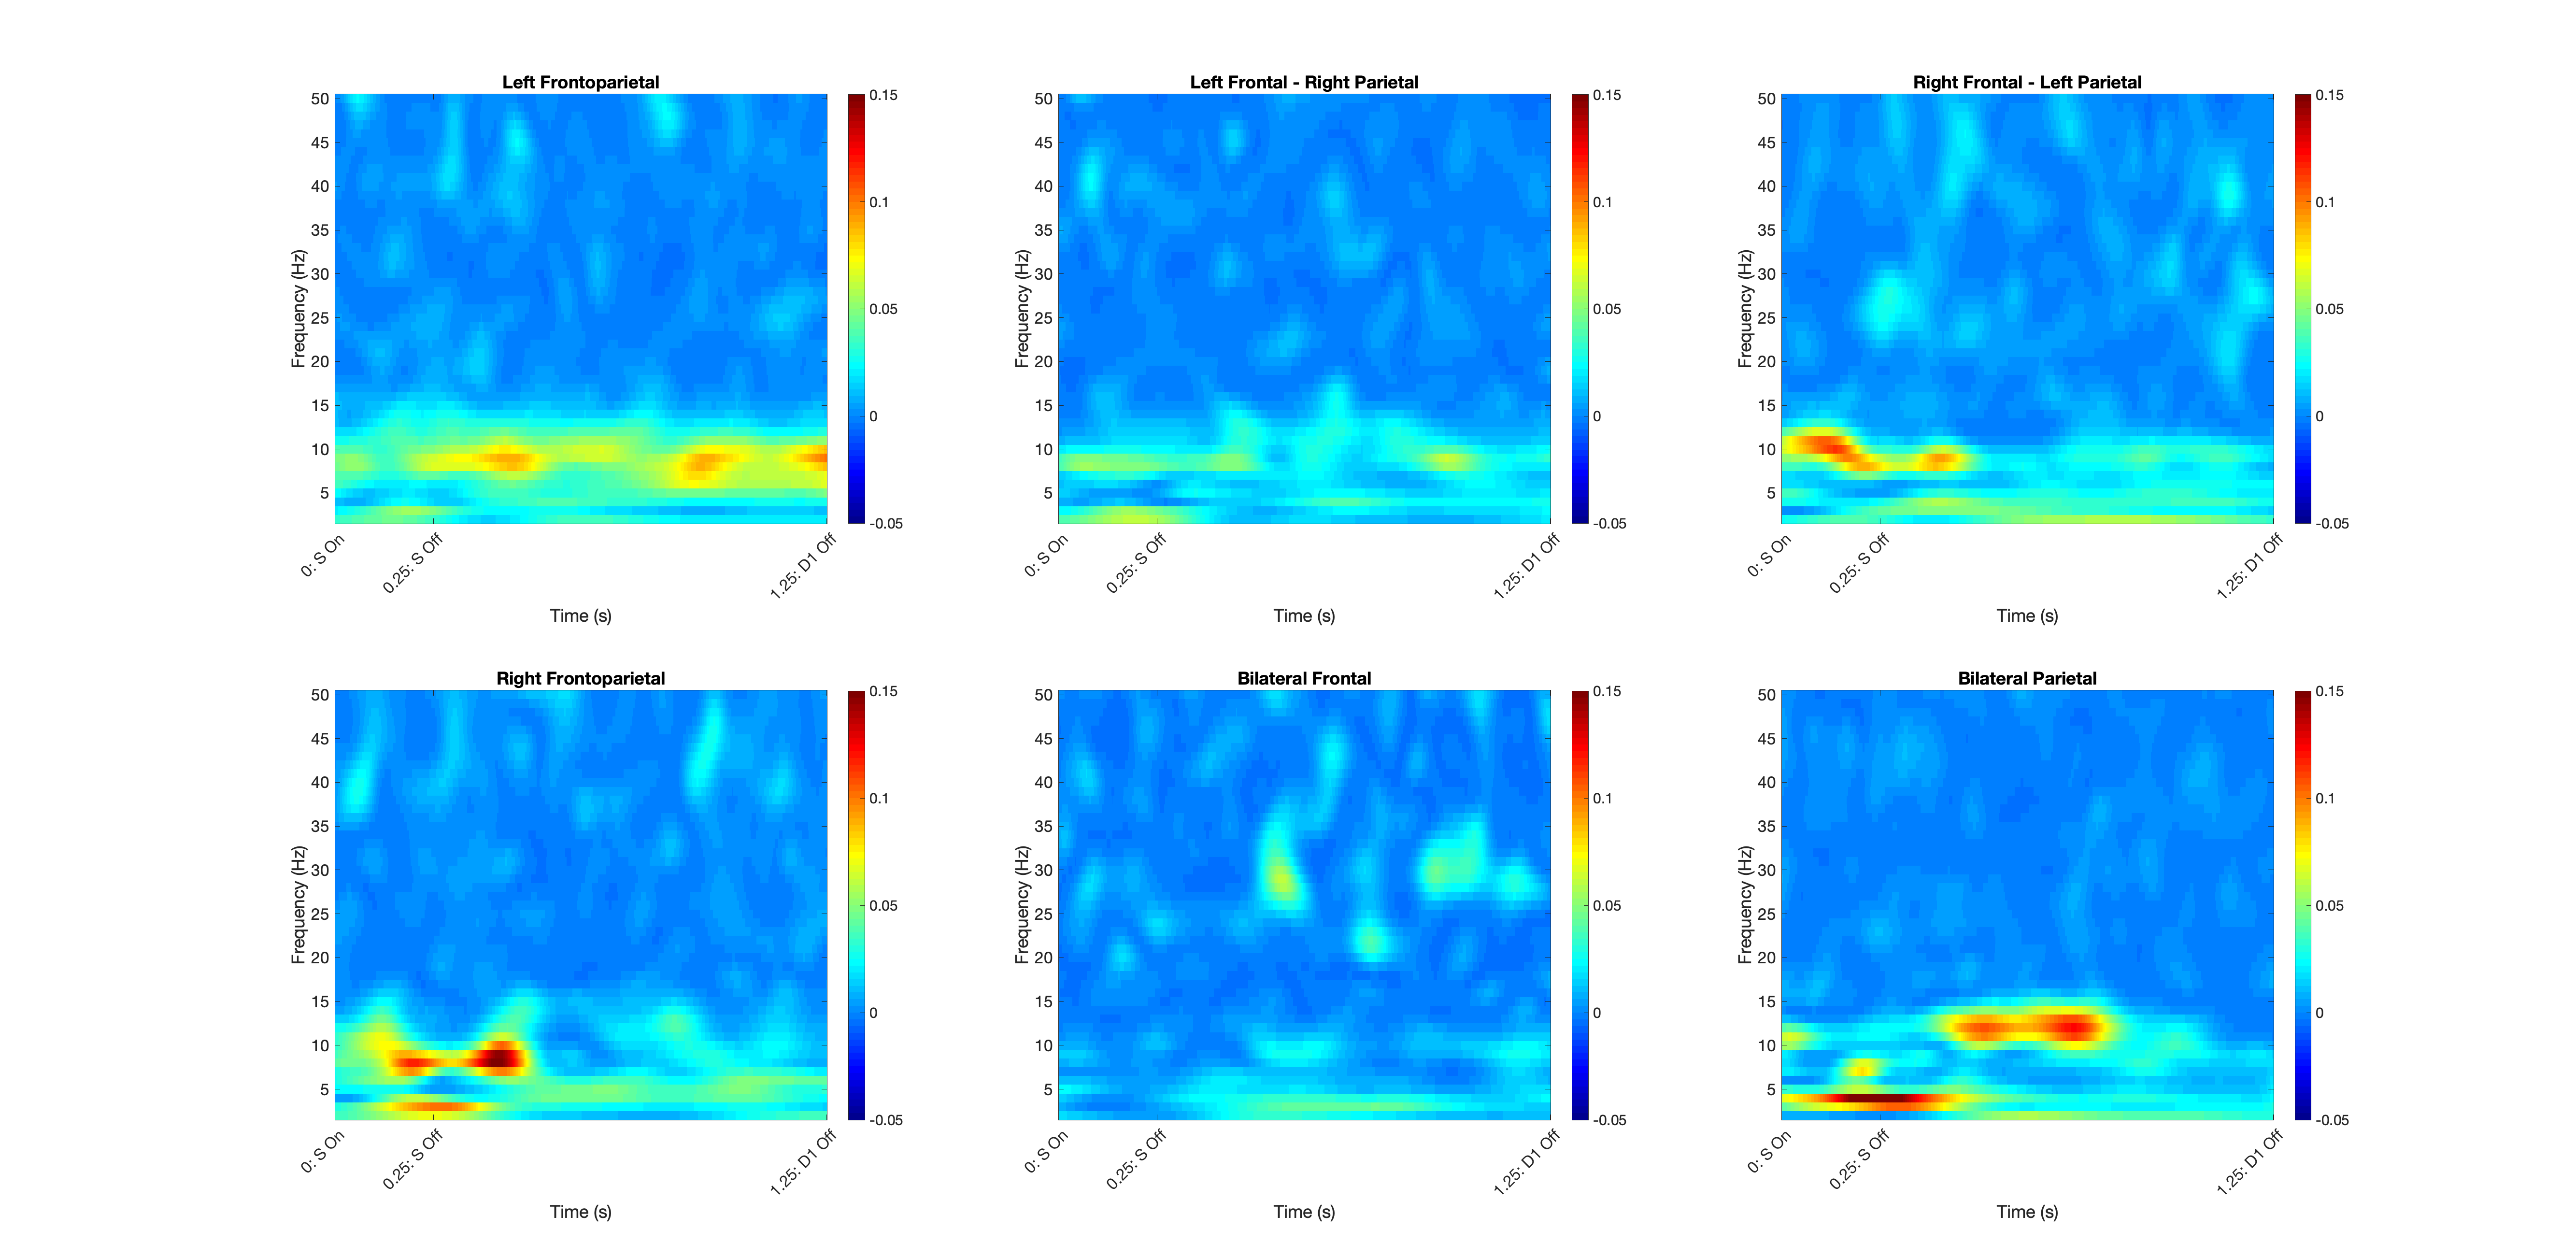 Left Frontoparietal
50
45
40
35
30
25
20
15
10
5
Frequency (Hz)
0: S On
0.25: S Off
1.25: D1 Off
Time (s)
0.15
0.1
0.05
0
-0.05
Left Frontal - Right Parietal
50
45
40
35
30
25
20
15
10
5
Frequency (Hz)
0: S On
0.25: S Off
1.25: D1 Off
Time (s)
0.15
0.1
0.05
0
-0.05
Right Frontal - Left Parietal
50
45
40
35
30
25
20
15
10
5
Frequency (Hz)
0: S On
0.25: S Off
1.25: D1 Off
Time (s)
0.15
0.1
0.05
0
-0.05
Right Frontoparietal
50
45
40
35
30
25
20
15
10
5
Frequency (Hz)
0: S On
0.25: S Off
1.25: D1 Off
Time (s)
0.15
0.1
0.05
0
-0.05
Bilateral Frontal
50
45
40
35
30
25
20
15
10
5
Frequency (Hz)
0: S On
0.25: S Off
1.25: D1 Off
Time (s)
0.15
0.1
0.05
0
-0.05
Bilateral Parietal
50
45
40
35
30
25
20
15
10
5
Frequency (Hz)
0: S On
0.25: S Off
1.25: D1 Off
Time (s)
0.15
0.1
0.05
0
-0.05